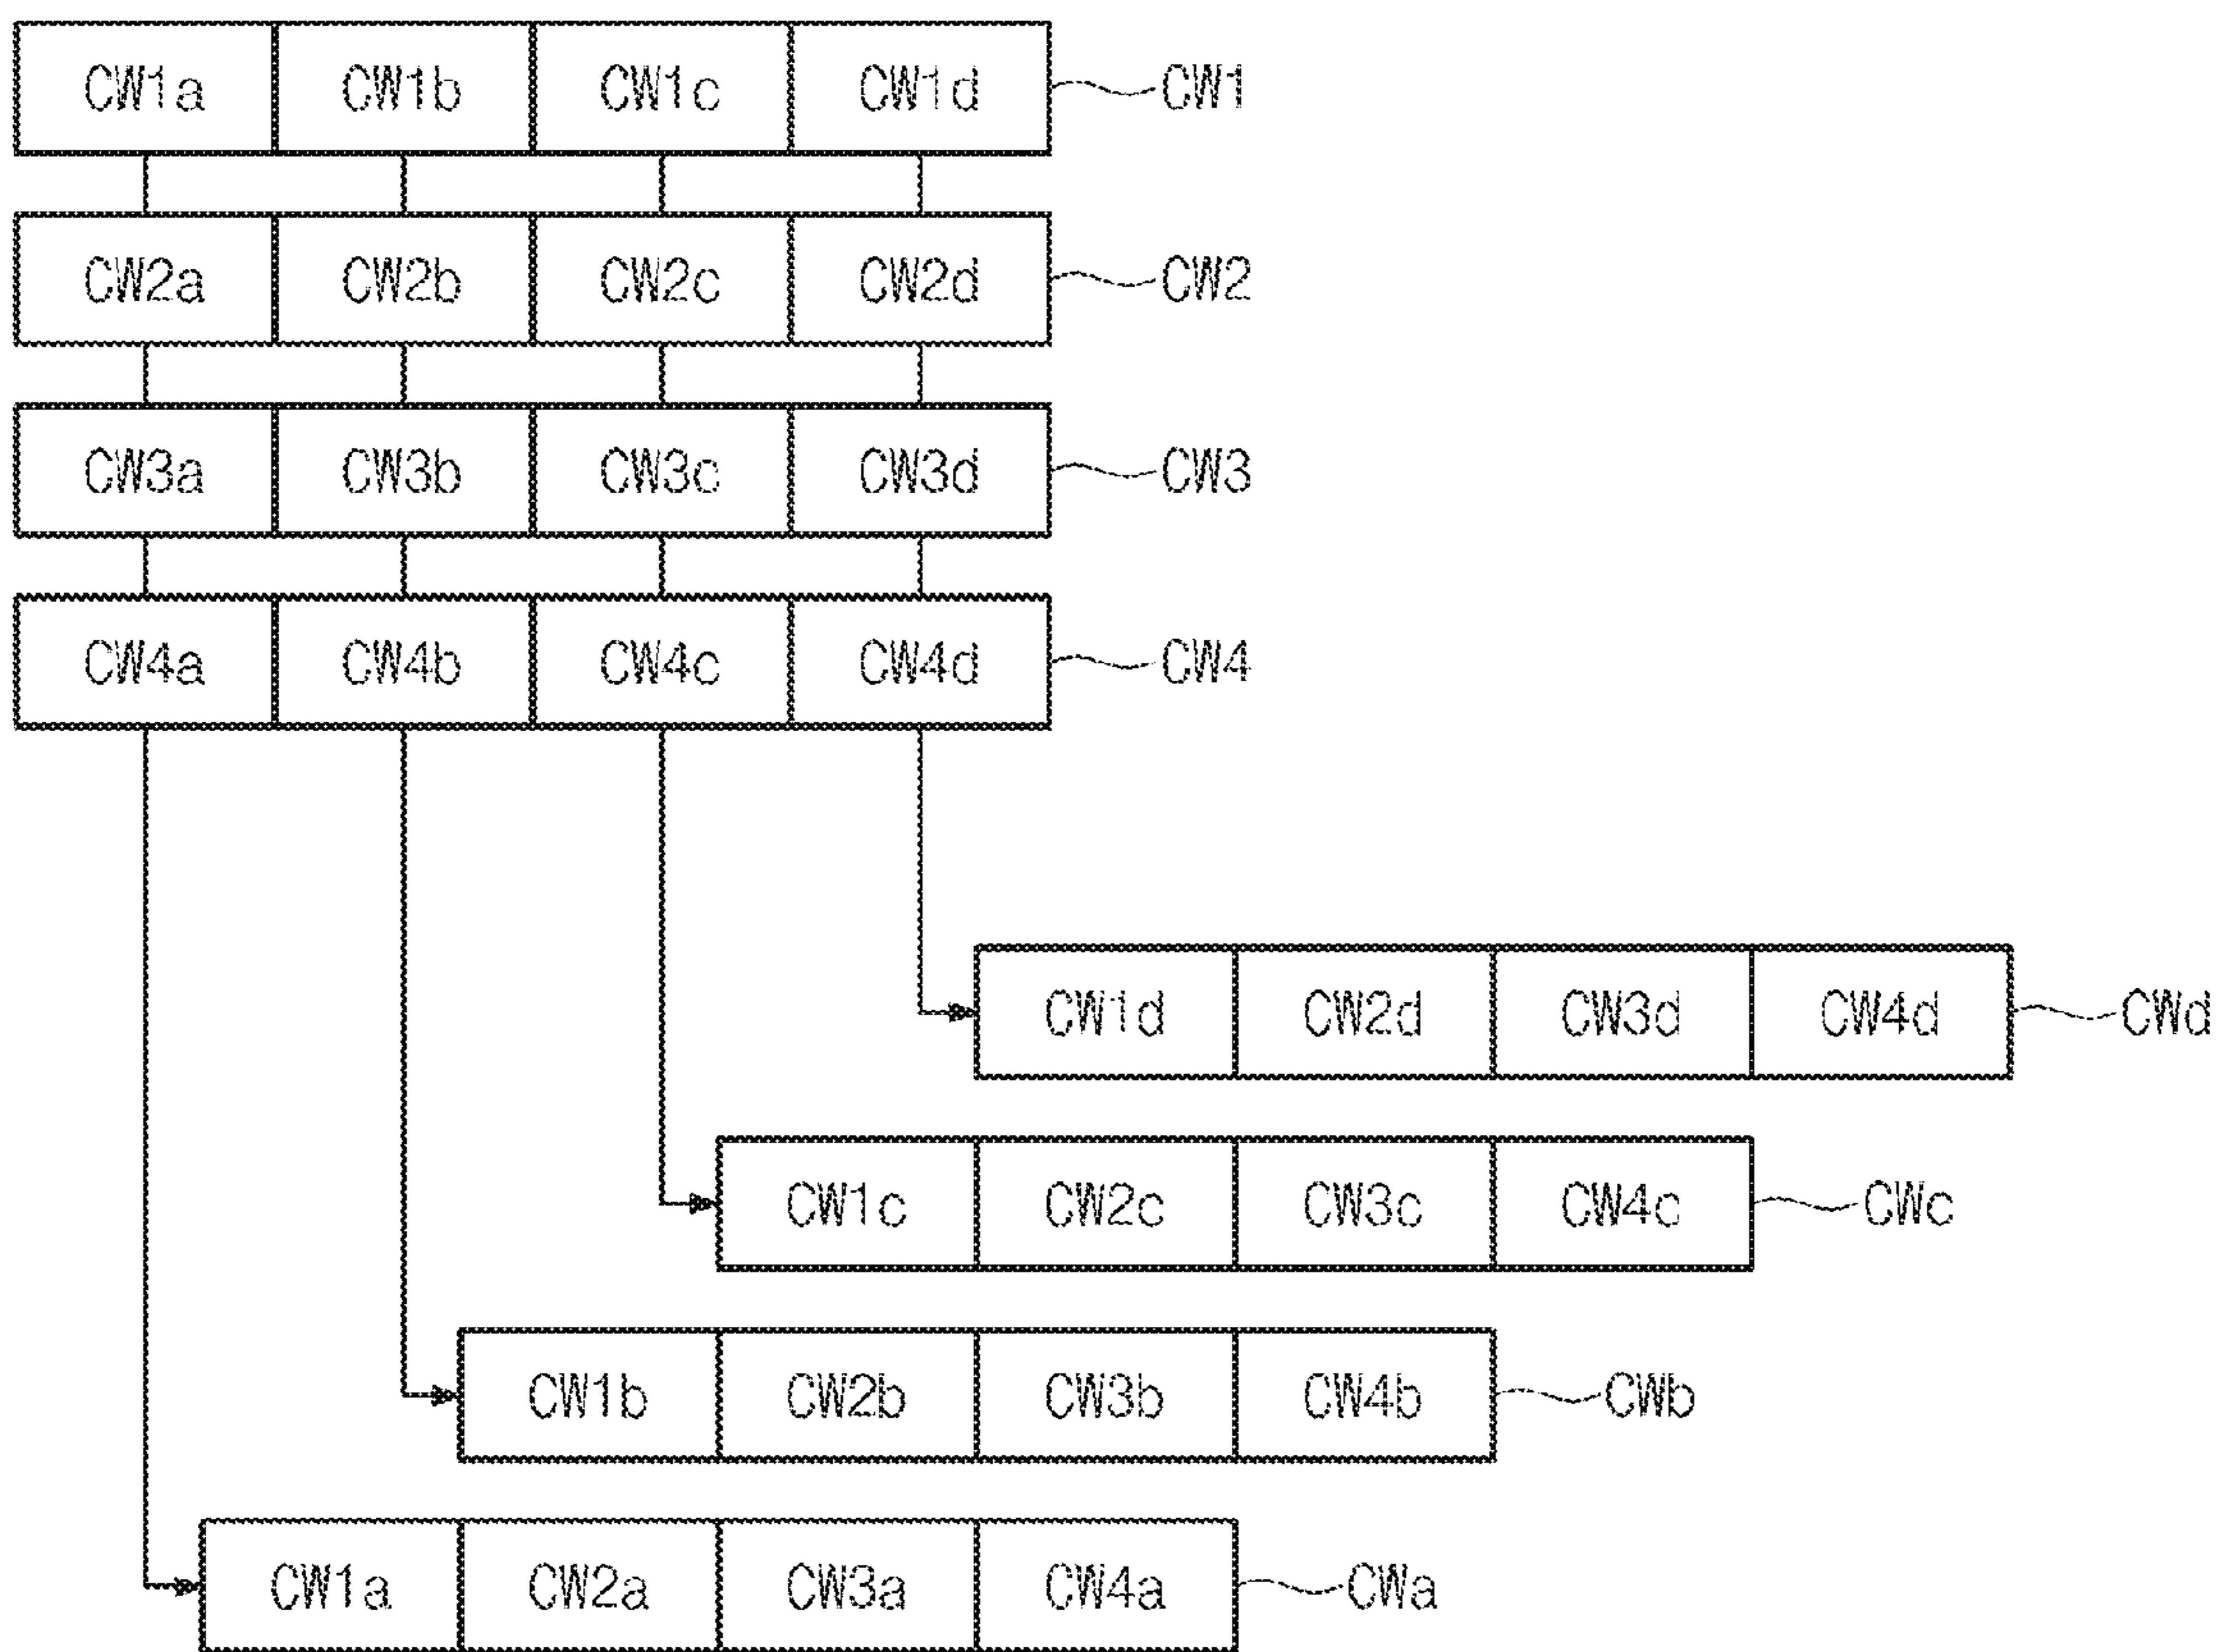 CW1a CW1b CW1c CW1d CW1
CW2a CW2b CW2c CW2d CW2
CW3a CW3b CW3c CW3d CW3
CW4a CW4b CW4c CW4d CW4
CW1d CW2d CW3d CW4d CWd
CW1c CW2c CW3c CW4c CWc
CW1b CW2b CW3b CW4b CWb
CW1a CW2a CW3a CW4a CWa